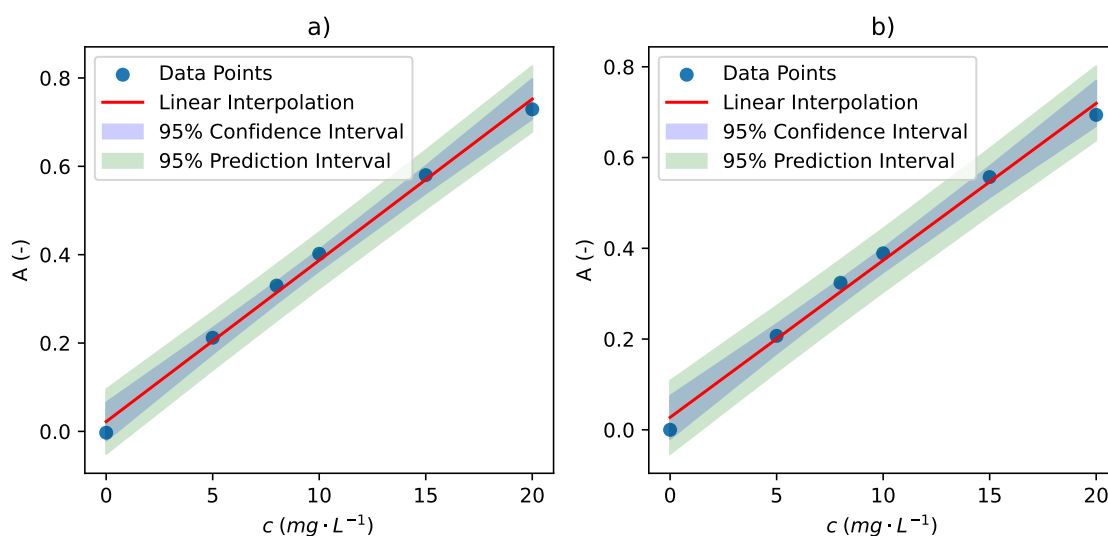 a)
Data Points
Linear Interpolation
95% Confidence Interval
95% Prediction Interval
0.8
0.6
0.4
0.2
0.0
A (-)
0 5 10 15 20
c (mg · L⁻¹)
b)
Data Points
Linear Interpolation
95% Confidence Interval
95% Prediction Interval
0.8
0.6
0.4
0.2
0.0
A (-)
0 5 10 15 20
c (mg · L⁻¹)